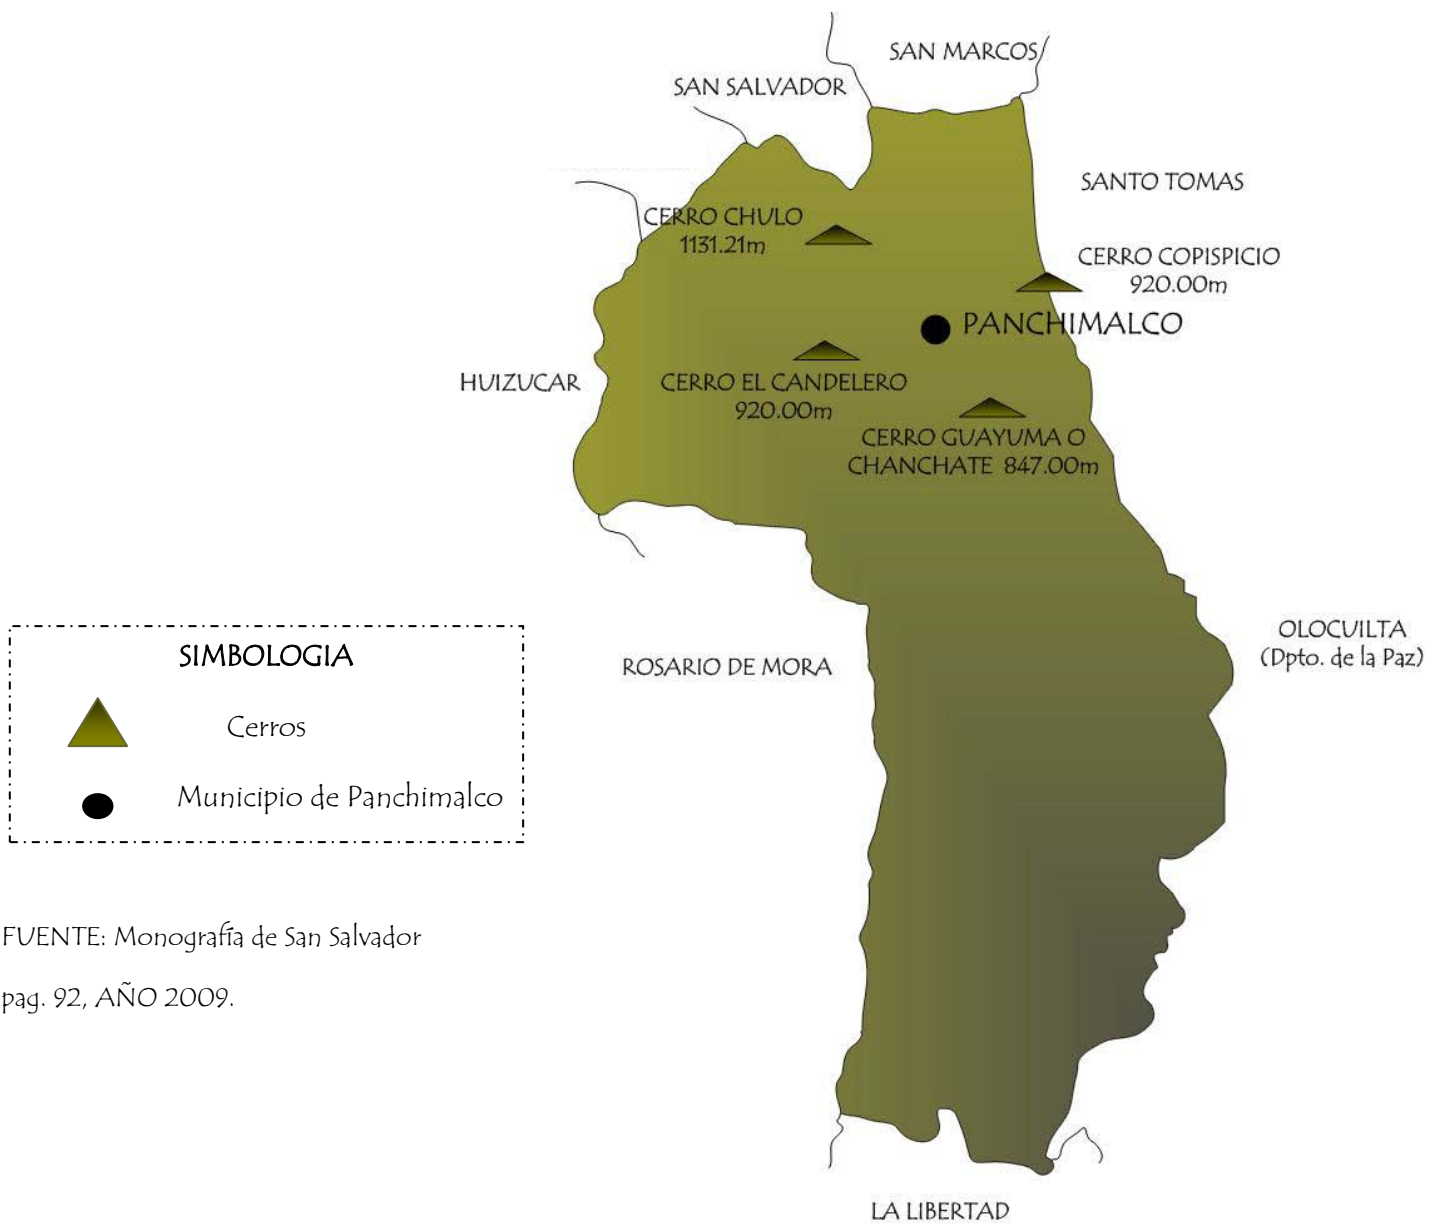 SAN MARCOS
SAN SALVADOR
SANTO TOMAS
CERRO CHULO
1131.21m
CERRO COPISPICIO
920.00m
PANCHIMALCO
HUIZUCAR
CERRO EL CANDELERO
920.00m
CERRO GUAYUMA O
CHANCHATE 847.00m
OLOCUILTA
(Dpto. de la Paz)
ROSARIO DE MORA
SIMBOLOGIA
Cerros
Municipio de Panchimalco
FUENTE: Monografía de San Salvador
pag. 92, AÑO 2009.
LA LIBERTAD